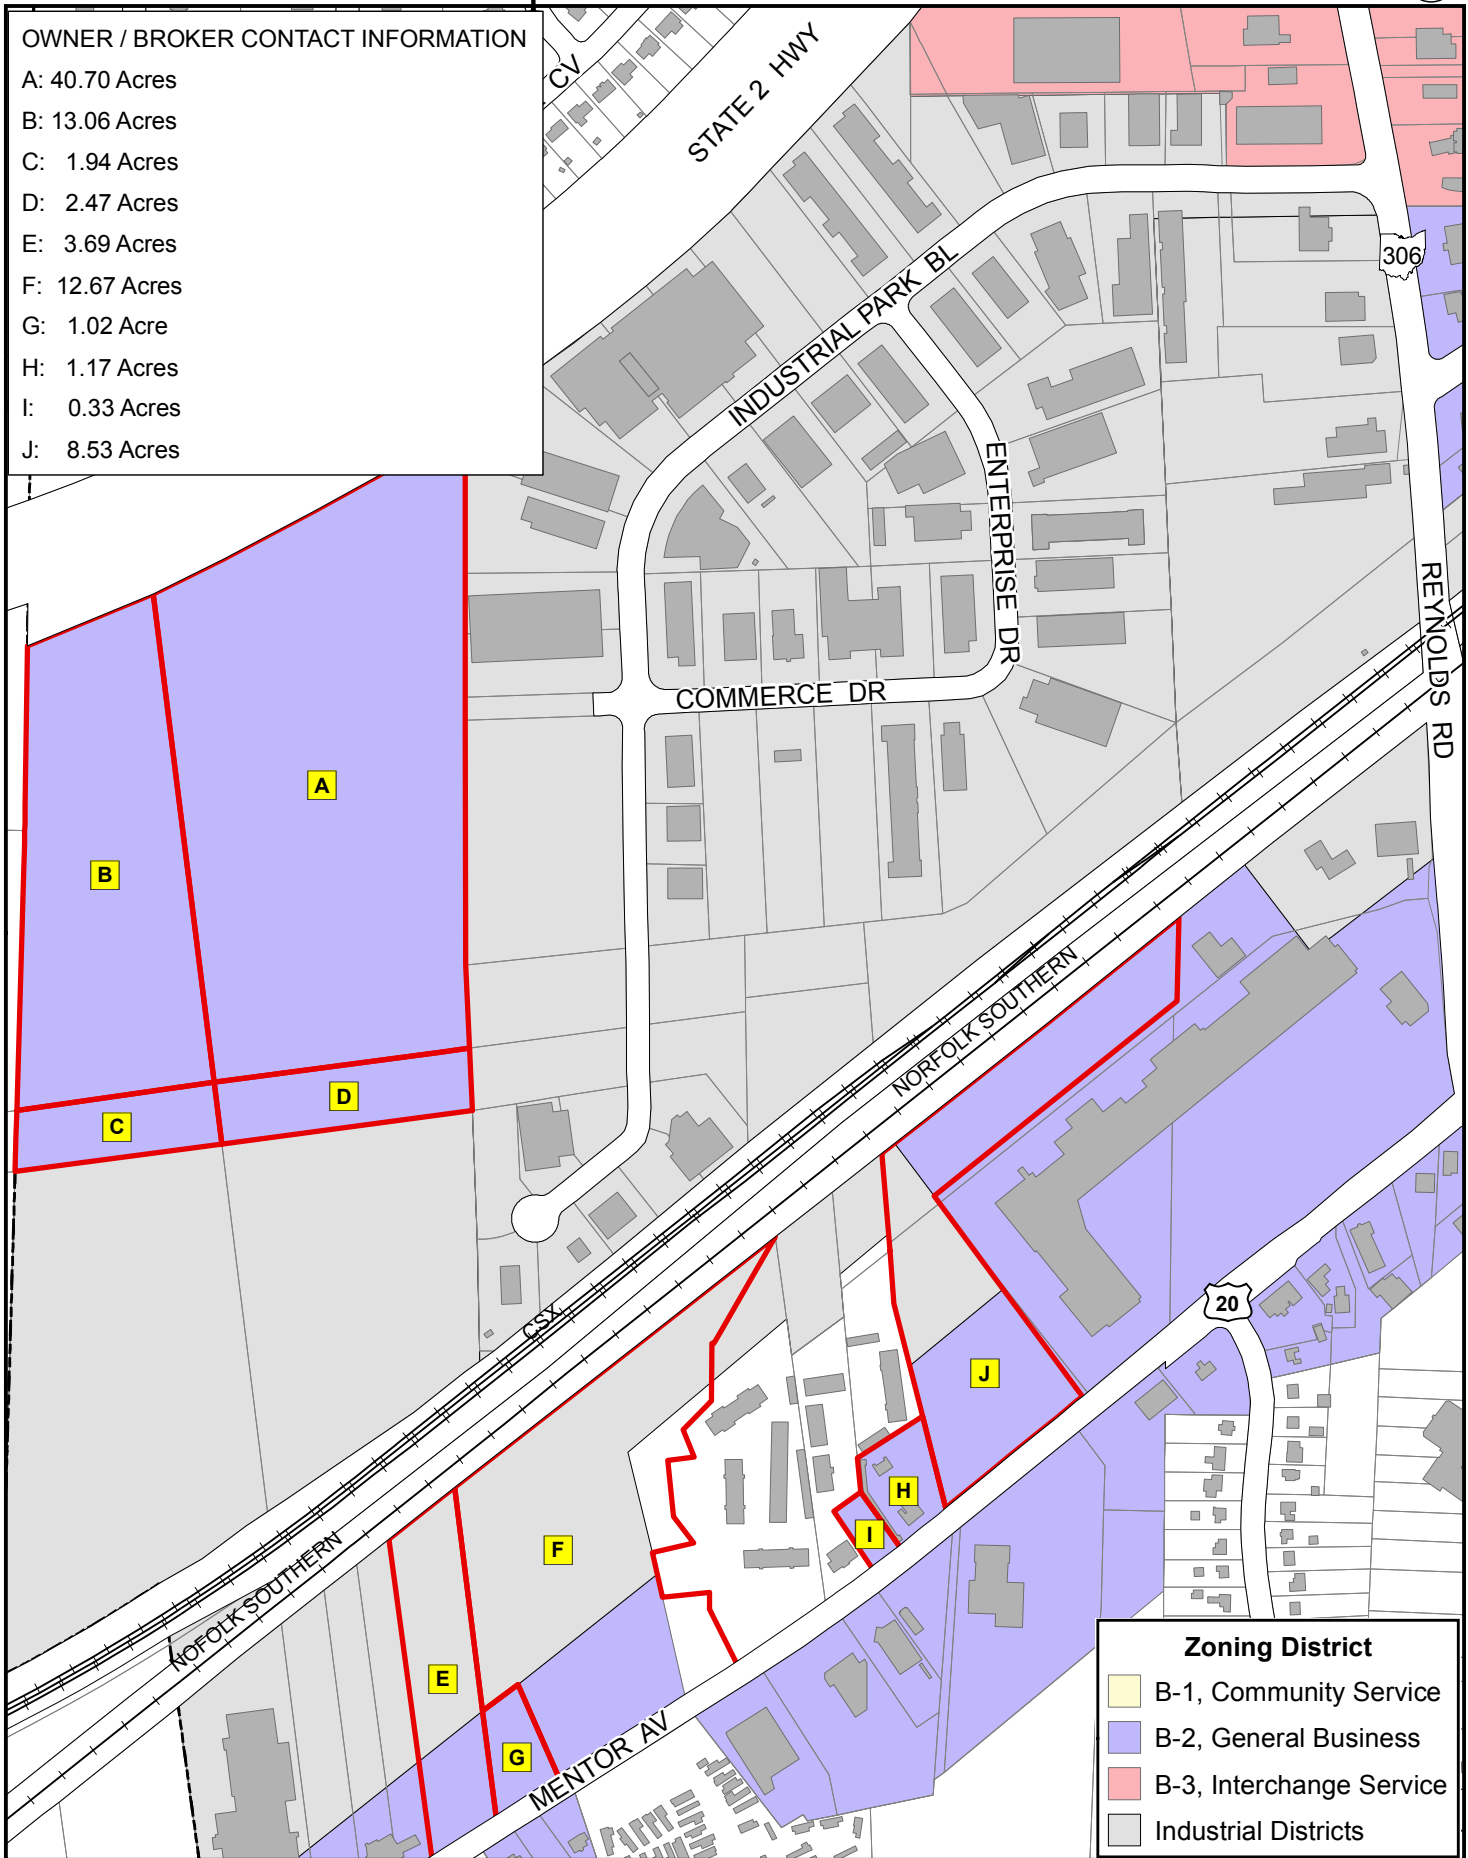 OWNER / BROKER CONTACT INFORMATION
A: 40.70 Acres
B: 13.06 Acres
C: 1.94 Acres
D: 2.47 Acres
E: 3.69 Acres
F: 12.67 Acres
G: 1.02 Acre
H: 1.17 Acres
I: 0.33 Acres
J: 8.53 Acres
CV
STATE 2 HWY
306
INDUSTRIAL PARK BL
ENTERPRISE DR
REYNOLDS RD
COMMERCE DR
A
B
NORFOLK SOUTHERN
D
C
20
CSX
J
H
I
F
NOFOLK SOUTHERN
E
G
MENTOR AV
Zoning District
B-1, Community Service
B-2, General Business
B-3, Interchange Service
Industrial Districts